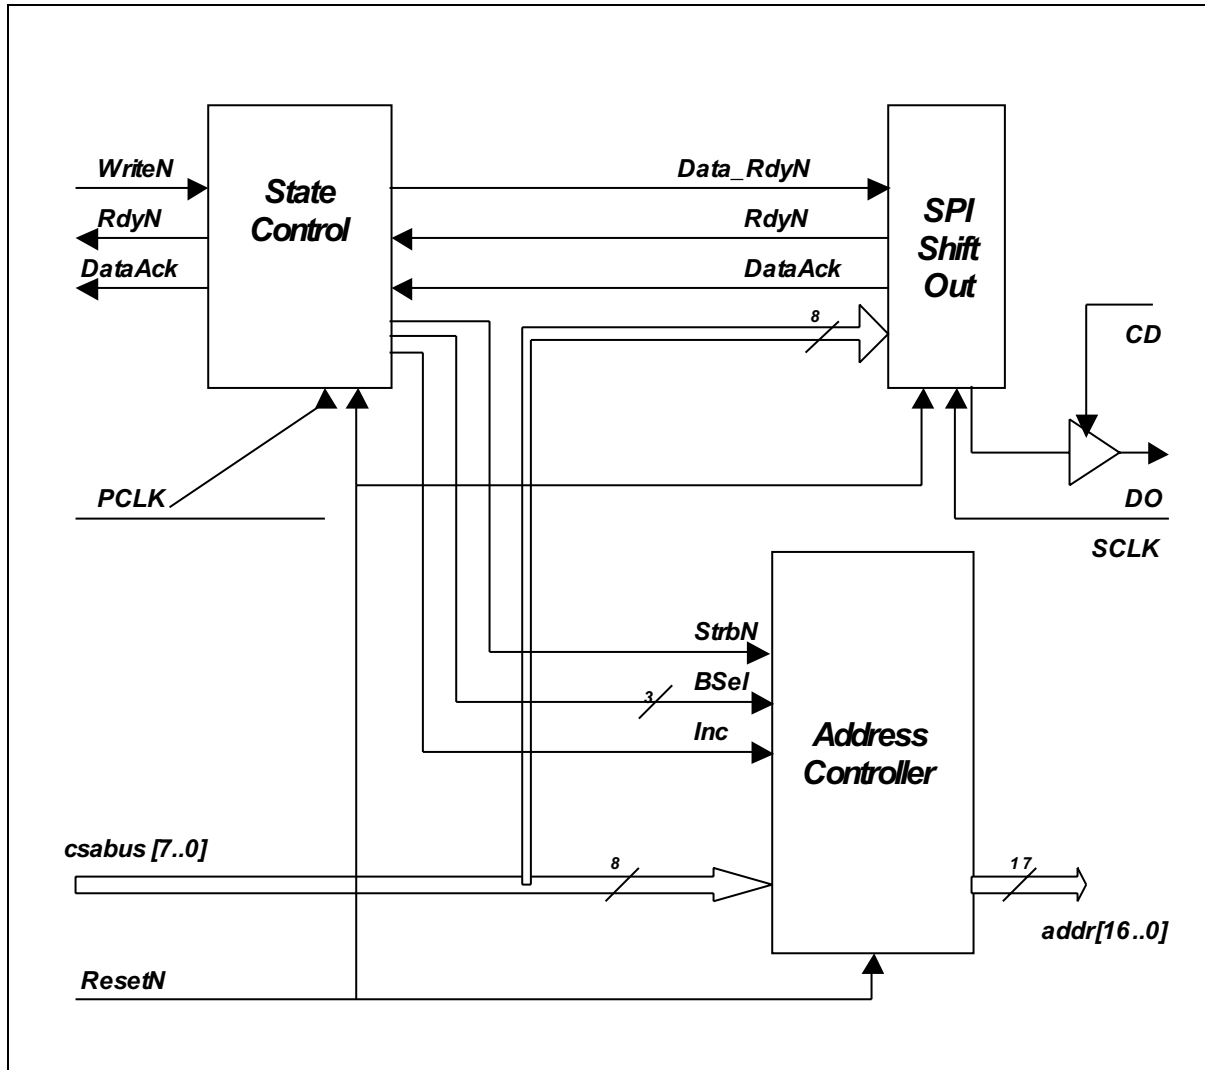 WriteN
RdyN
DataAck
State
Control
Data_RdyN
RdyN
DataAck
SPI
Shift
Out
8
CD
PCLK
DO
SCLK
StrbN
3
BSel
Inc
Address
Controller
csabus [7..0]
8
17
addr[16..0]
ResetN